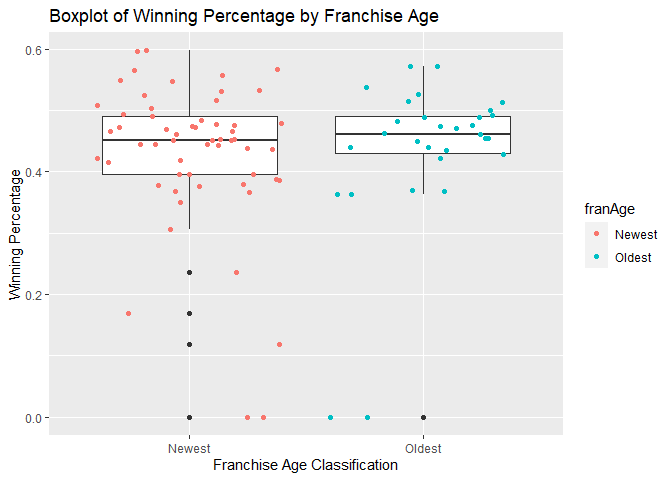 Boxplot of Winning Percentage by Franchise Age
Winning Percentage
0.6
0.4
0.2
0.0
Newest
Oldest
Franchise Age Classification
franAge
Newest
Oldest